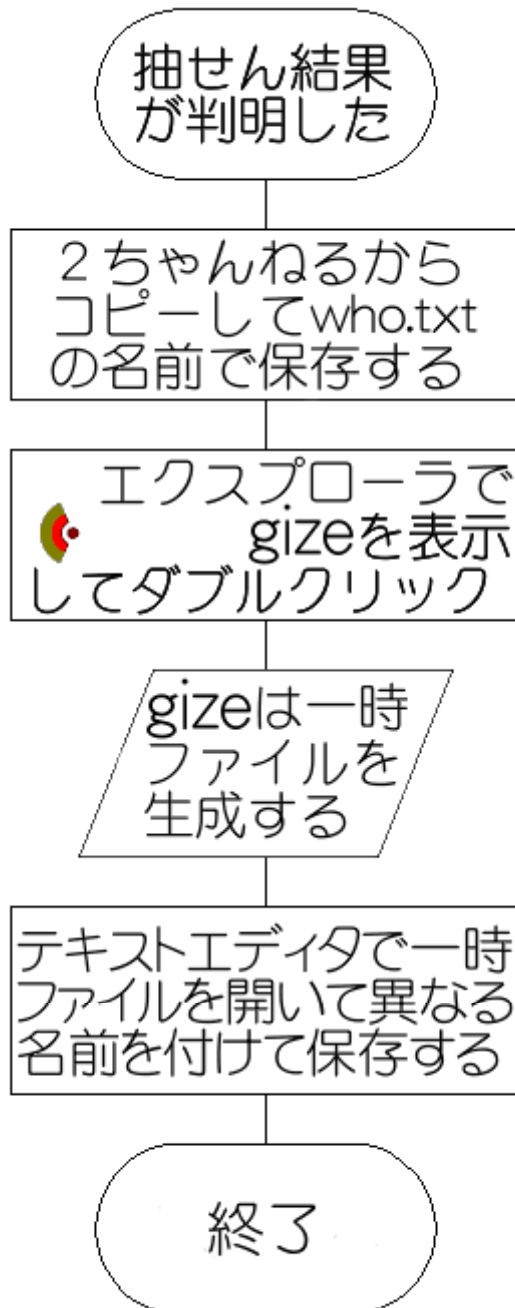 抽せん結果
が判明した
２ちゃんねるから
コピーしてwho.txt
の名前で保存する
エクスプローラで
gizeを表示
してダブルクリック
gizeは一時
ファイルを
生成する
テキストエディタで一時
ファイルを開いて異なる
名前を付けて保存する
終了